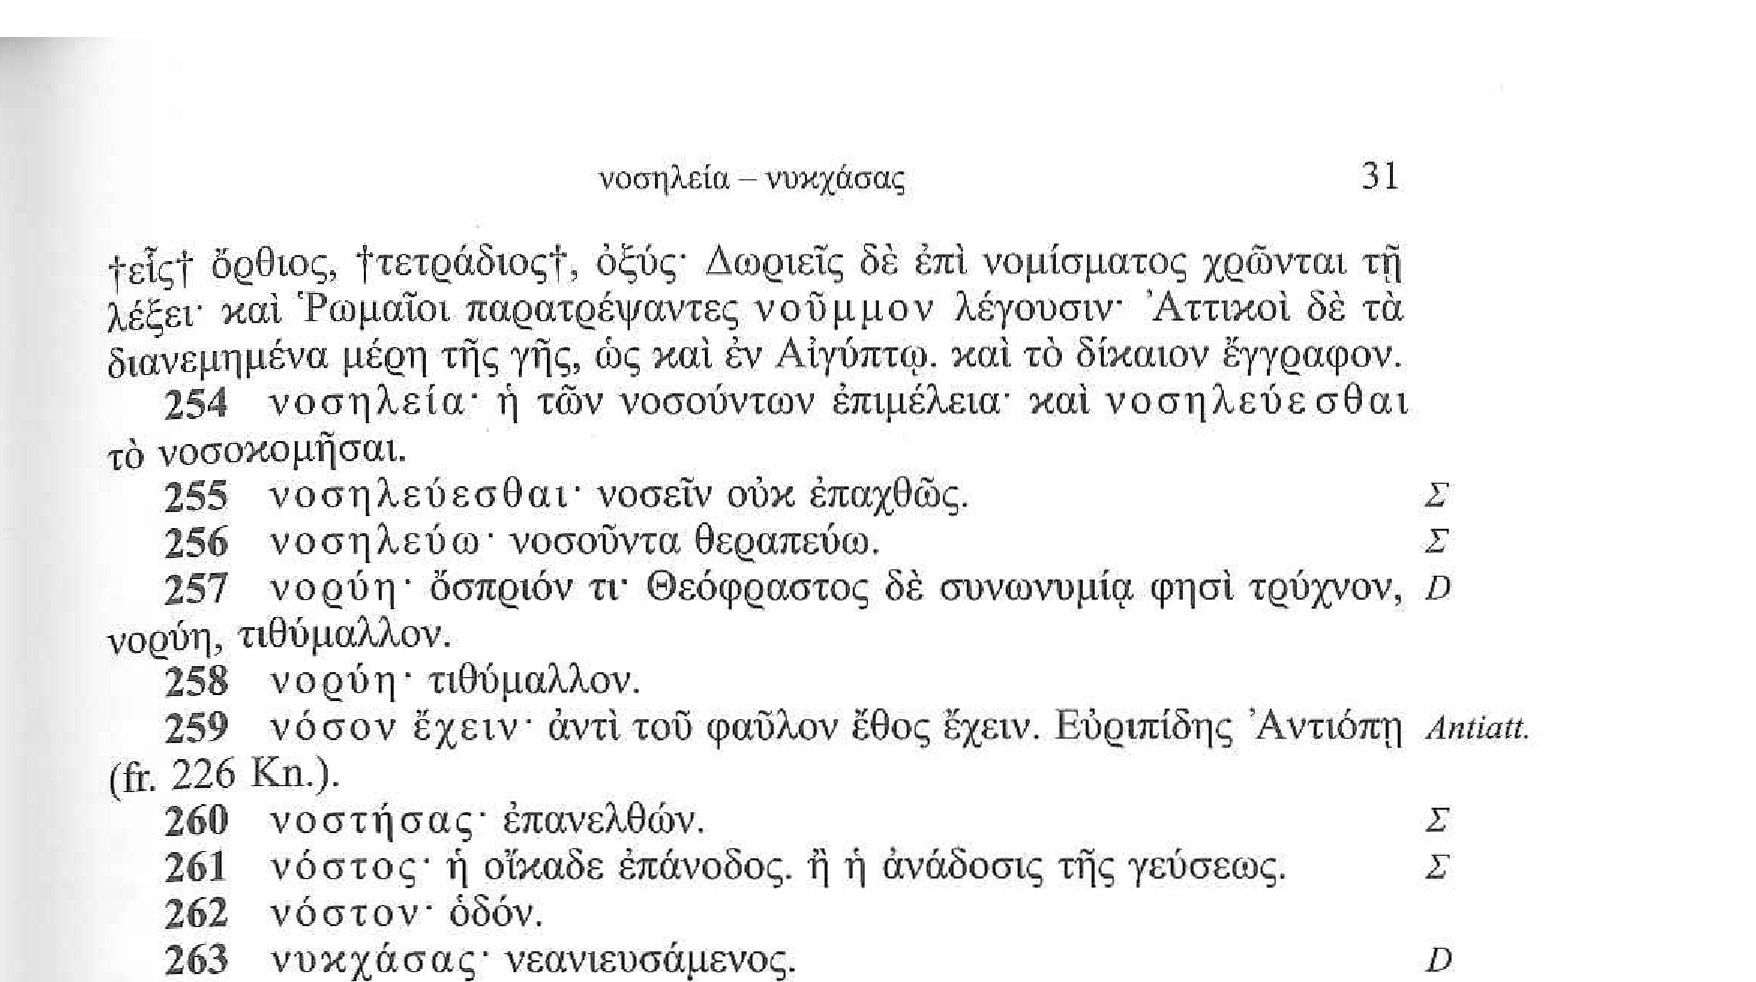 νοσηλεία – νυκχάσας 31
†εἷς† ὄρθιος, †τετράδιος†, ὀξύς· Δωριεῖς δὲ ἐπὶ νομίσματος χρῶνται τῇ
λέξει· καὶ Ῥωμαῖοι παρατρέψαντες νοῦμμον λέγουσιν· Ἀττικοὶ δὲ τὰ
διανεμημένα μέρη τῆς γῆς, ὡς καὶ ἐν Αἰγύπτῳ. καὶ τὸ δίκαιον ἔγγραφον.
254 νοσηλεία· ἡ τῶν νοσούντων ἐπιμέλεια· καὶ νοσηλεύεσθαι
τὸ νοσοκομῆσαι.
255 νοσηλεύεσθαι· νοσεῖν οὐκ ἐπαχθῶς. Σ
256 νοσηλεύω· νοσοῦντα θεραπεύω. Σ
257 νορύη· ὄσπριόν τι· Θεόφραστος δὲ συνωνυμίᾳ φησὶ τρύχνον, D
νορύη, τιθύμαλλον.
258 νορύη· τιθύμαλλον.
259 νόσον ἔχειν· ἀντὶ τοῦ φαῦλον ἔθος ἔχειν. Εὐριπίδης Ἀντιόπῃ Antiatt.
(fr. 226 Kn.).
260 νοστήσας· ἐπανελθών. Σ
261 νόστος· ἡ οἴκαδε ἐπάνοδος. ἢ ἡ ἀνάδοσις τῆς γεύσεως. Σ
262 νόστον· ὁδόν.
263 νυκχάσας· νεανιευσάμενος. D